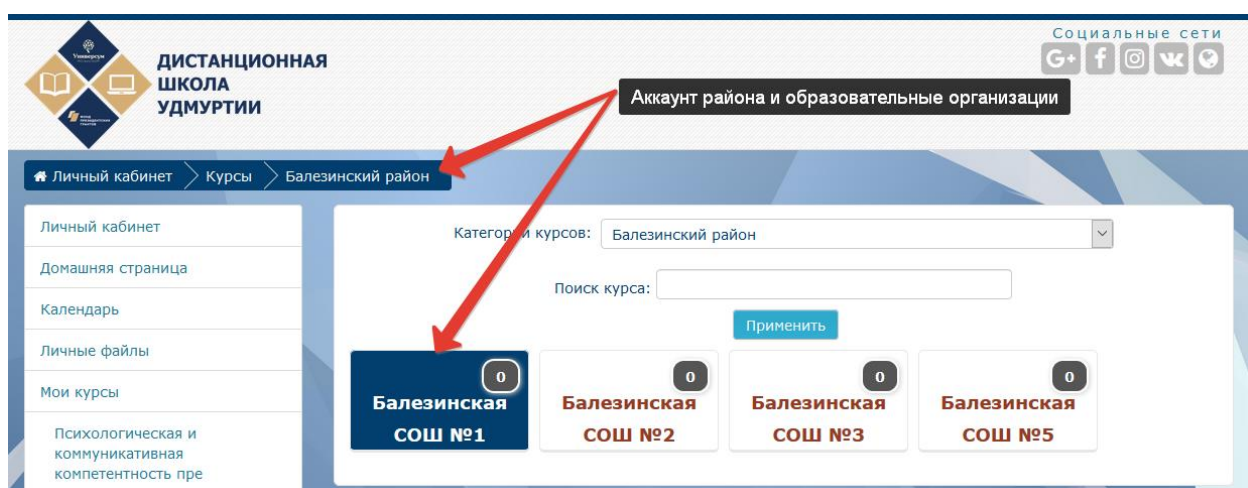 Социальные сети
Универсум
ДИСТАНЦИОННАЯ
ШКОЛА
УДМУРТИИ
G+ f
Аккаунт района и образовательные организации
Личный кабинет Курсы Балезинский район
Личный кабинет
Домашняя страница
Календарь
Личные файлы
Мои курсы
Психологическая и
коммуникативная
компетентность пре
Категории курсов: Балезинский район
Поиск курса:
Применить
0
Балезинская
СОШ №1
0
Балезинская
СОШ №2
0
Балезинская
СОШ №3
0
Балезинская
СОШ №5